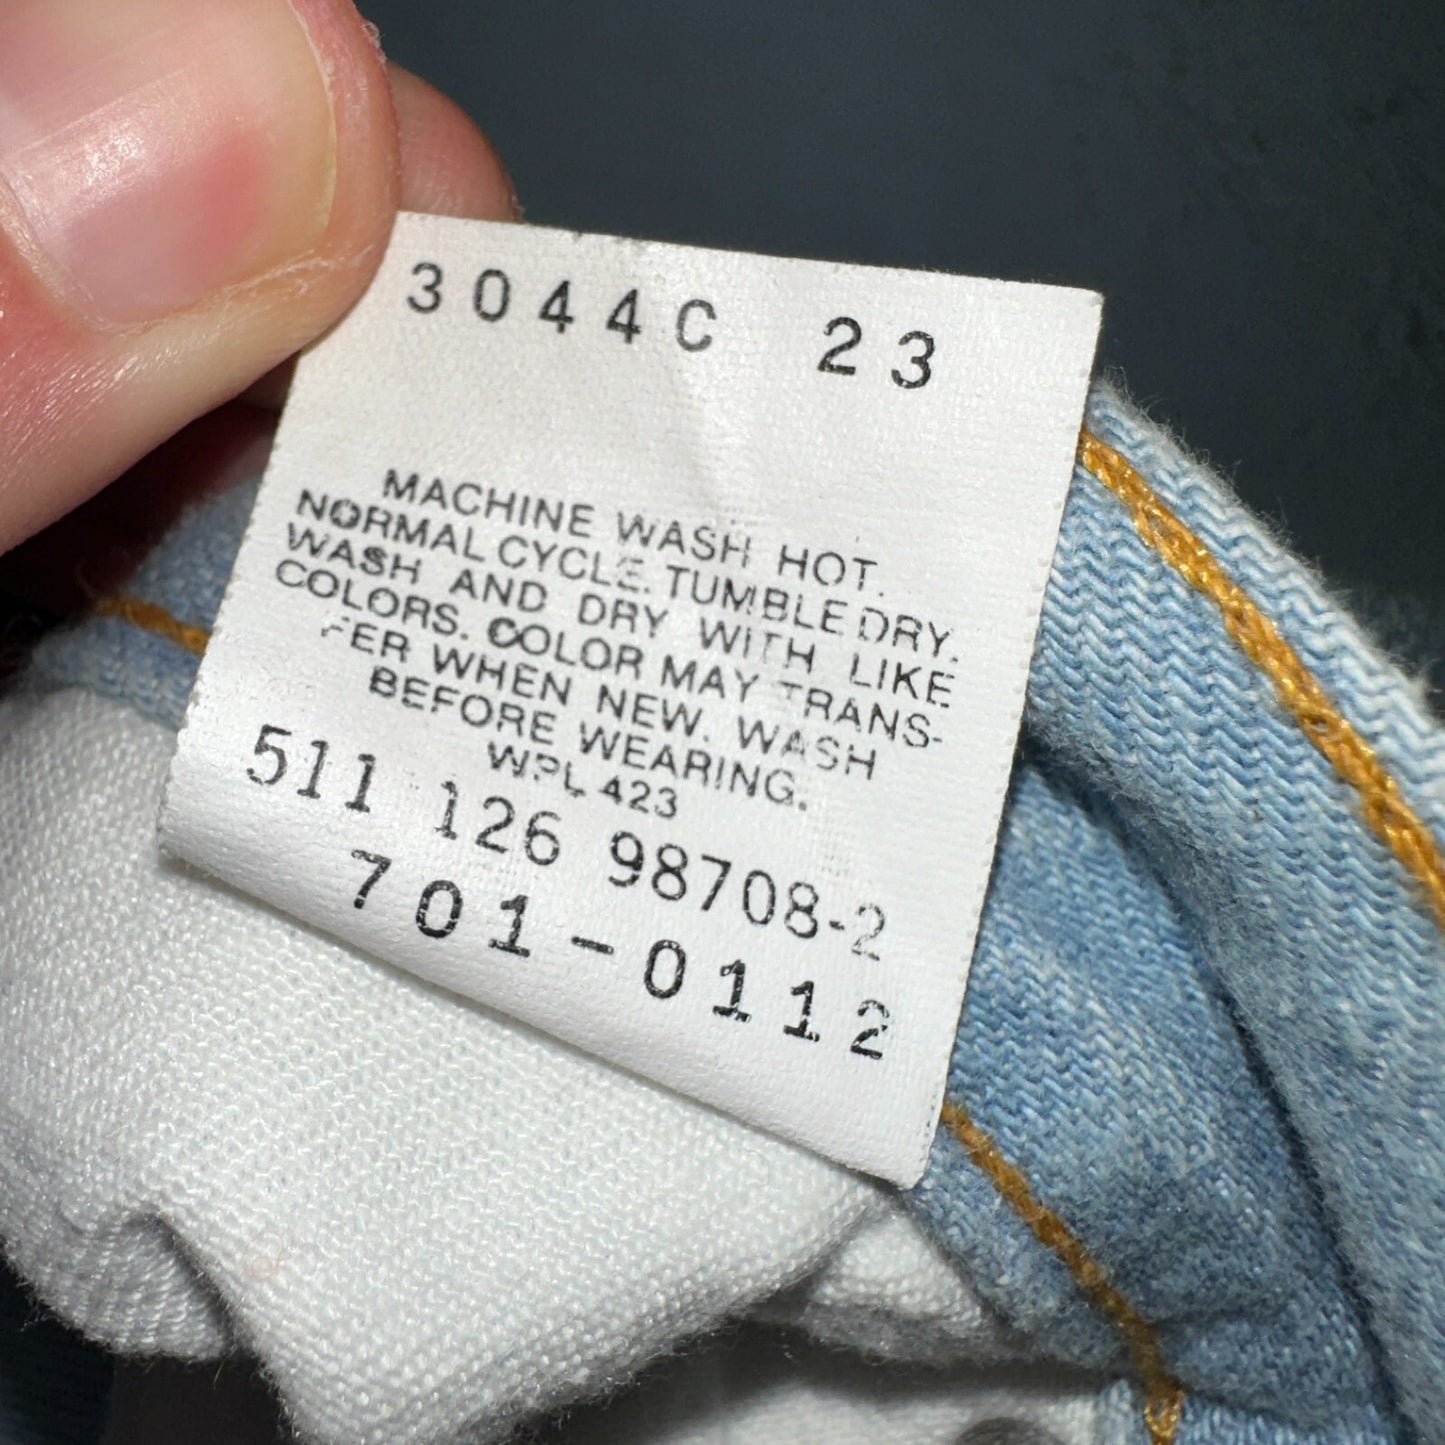 3044C 23
MACHINE WASH HOT.
NORMAL CYCLE. TUMBLE DRY.
WASH AND DRY WITH LIKE
COLORS. COLOR MAY TRANS-
FER WHEN NEW. WASH
BEFORE WEARING.
WPL 423
511 126 98708-2
701-0112